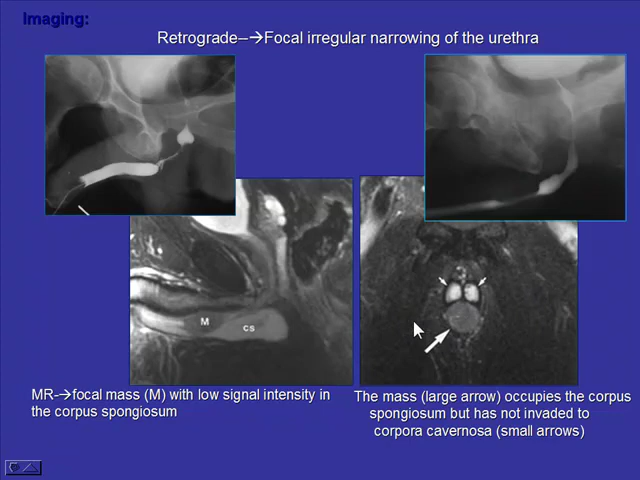 Imaging:
Retrograde--→Focal irregular narrowing of the urethra
M
cs
MR-→focal mass (M) with low signal intensity in
the corpus spongiosum
The mass (large arrow) occupies the corpus
spongiosum but has not invaded to
corpora cavernosa (small arrows)